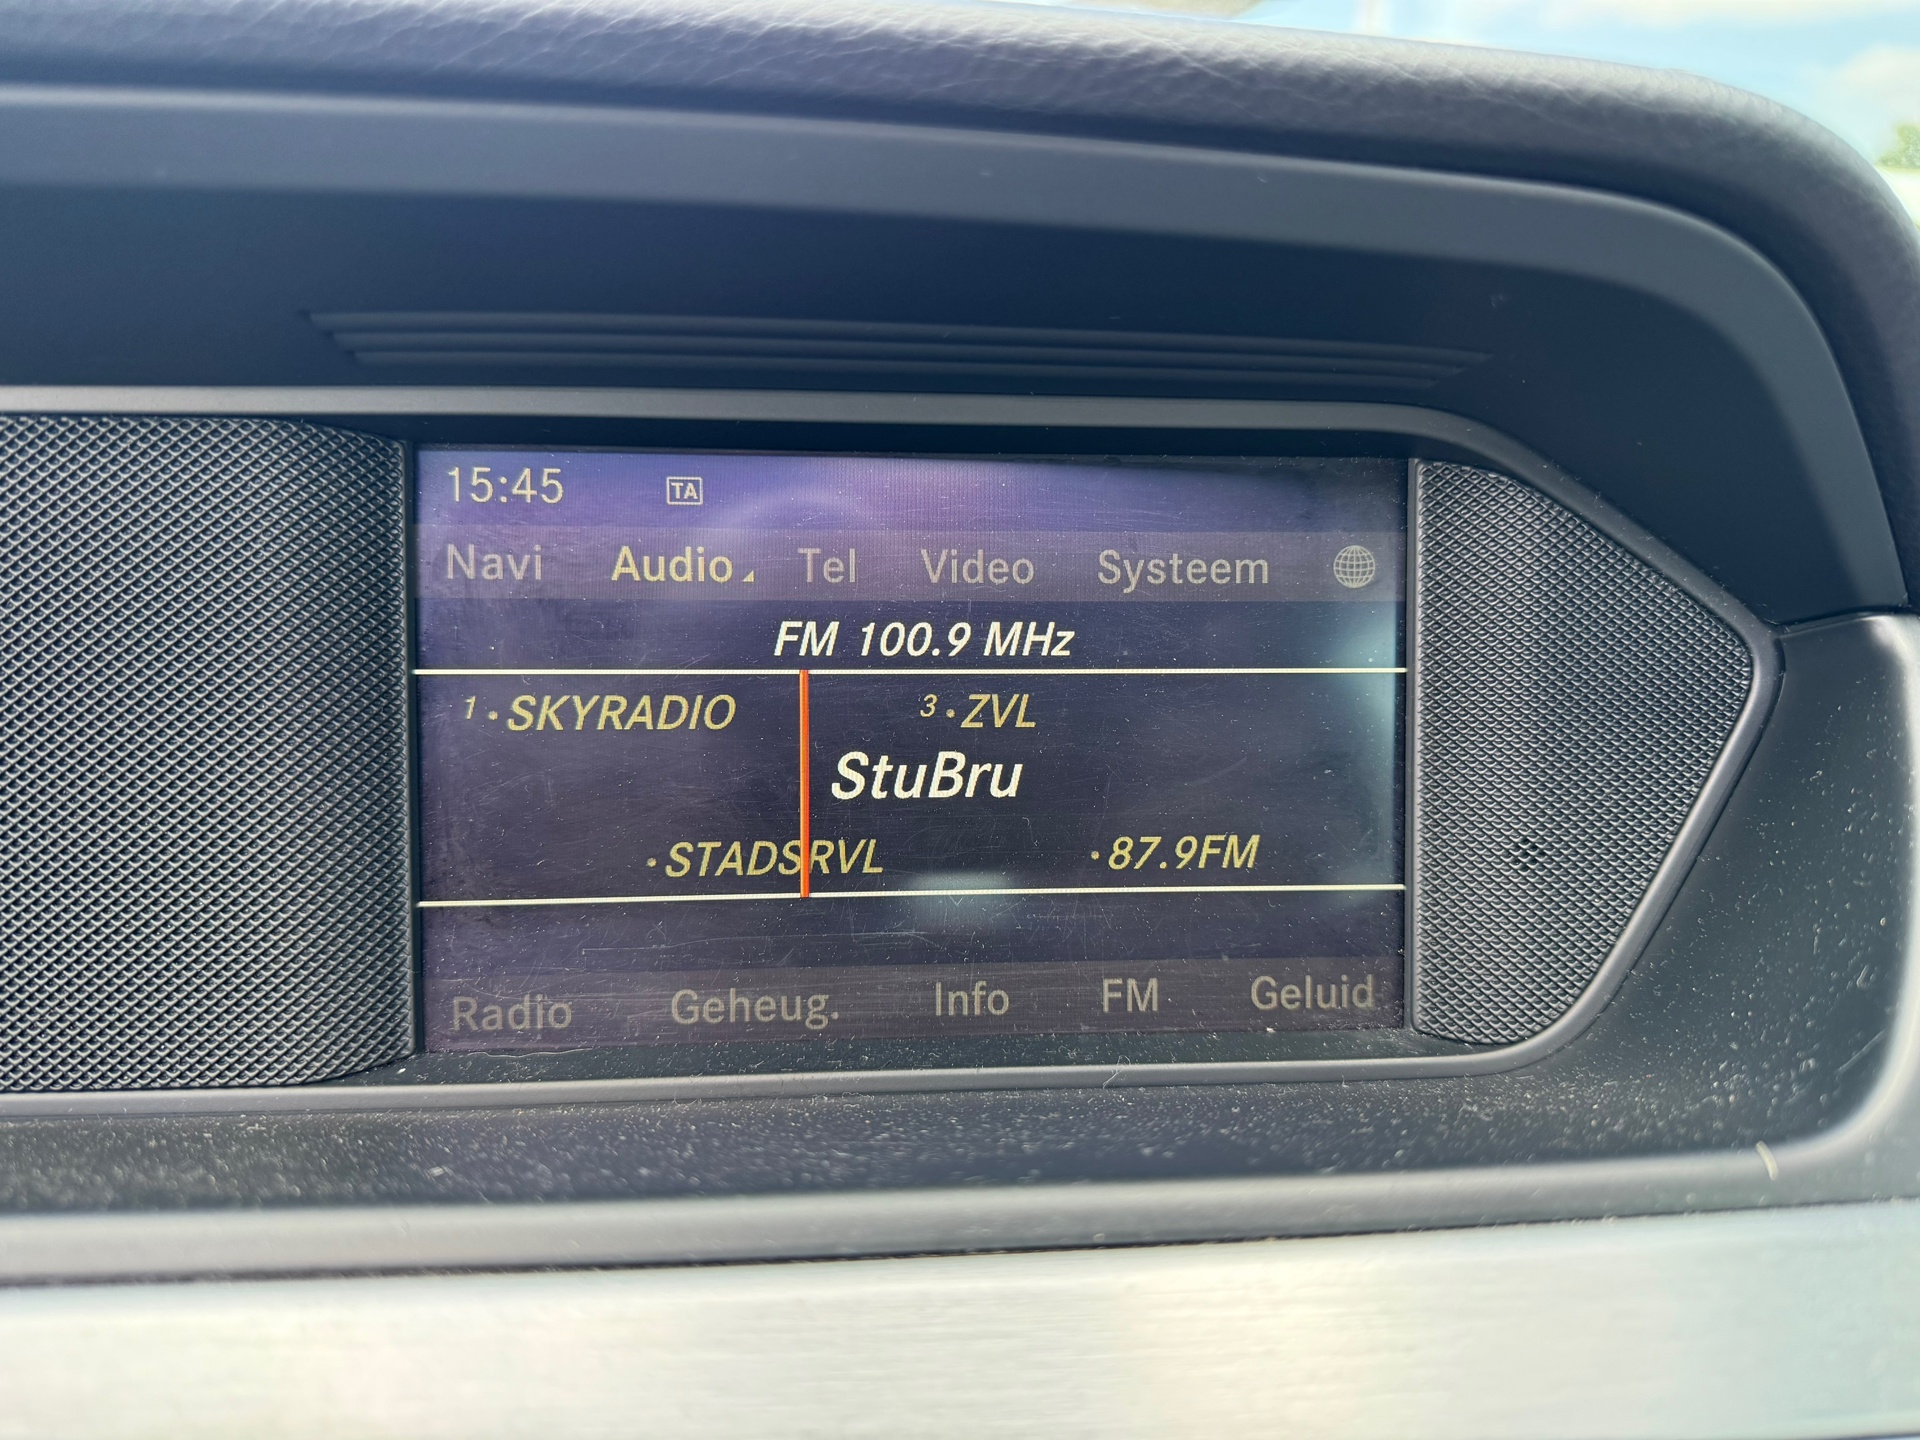 15:45 TA
Navi Audio Tel Video Systeem
FM 100.9 MHz
1 · SKYRADIO 3 · ZVL
StuBru
· STADSRVL · 87.9FM
Radio Geheug. Info FM Geluid